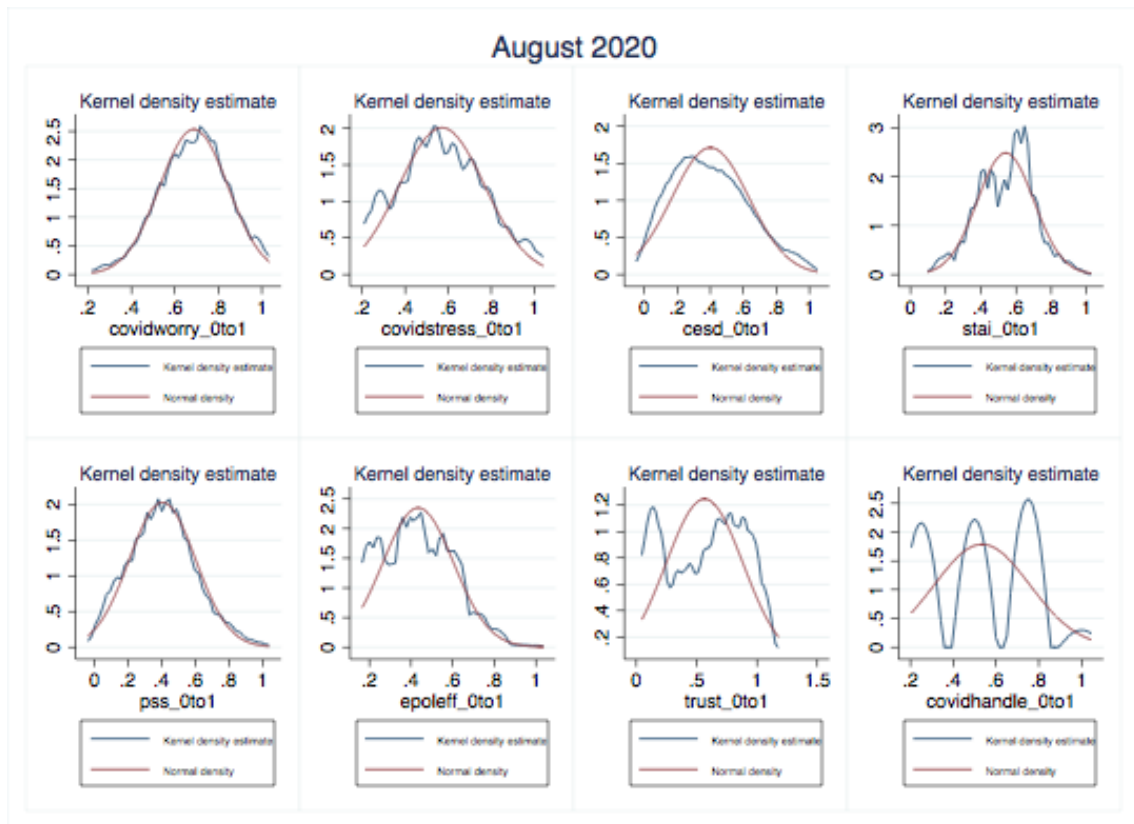 August 2020
Kernel density estimate
0 .5 1 1.5 2 2.5
.2 .4 .6 .8 1
covidworry_0to1
Kernel density estimate
Normal density
Kernel density estimate
0 .5 1 1.5 2
.2 .4 .6 .8 1
covidstress_0to1
Kernel density estimate
Normal density
Kernel density estimate
0 .5 1 1.5 2
0 .2 .4 .6 .8 1
cesd_0to1
Kernel density estimate
Normal density
Kernel density estimate
0 1 2 3
0 .2 .4 .6 .8 1
stai_0to1
Kernel density estimate
Normal density
Kernel density estimate
0 .5 1 1.5 2
0 .2 .4 .6 .8 1
pss_0to1
Kernel density estimate
Normal density
Kernel density estimate
0 .5 1 1.5 2 2.5
.2 .4 .6 .8 1
epoleff_0to1
Kernel density estimate
Normal density
Kernel density estimate
.2 .4 .6 .8 1 1.2
0 .5 1 1.5
trust_0to1
Kernel density estimate
Normal density
Kernel density estimate
0 .5 1 1.5 2 2.5
.2 .4 .6 .8 1
covidhandle_0to1
Kernel density estimate
Normal density